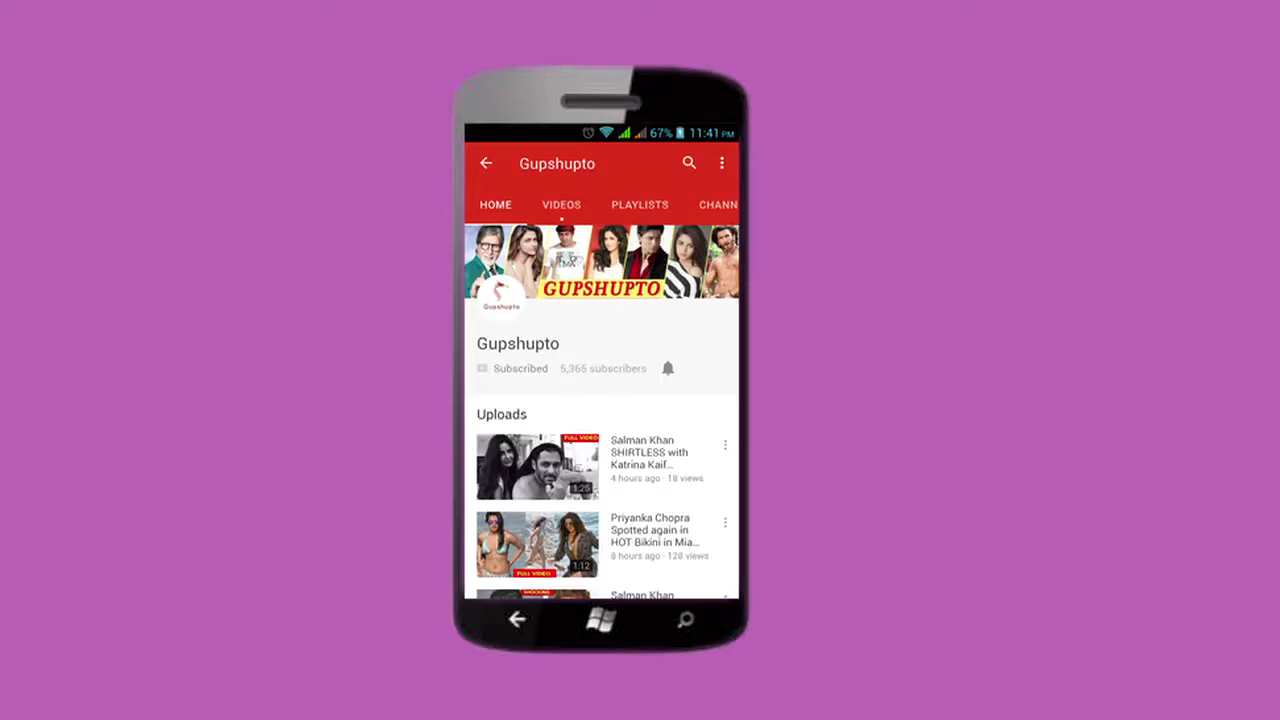 67% 11:41 PM
Gupshupto
HOME VIDEOS PLAYLISTS CHANN
GUPSHUPTO
Gupshupto
Gupshupto
Subscribed 5,365 subscribers
Uploads
FULL VIDEO
Salman Khan
SHIRTLESS with
Katrina Kaif...
4 hours ago · 18 views
1:25
Priyanka Chopra
Spotted again in
HOT Bikini in Mia...
8 hours ago · 128 views
1:12
FULL VIDEO
SHOCKING
Salman Khan